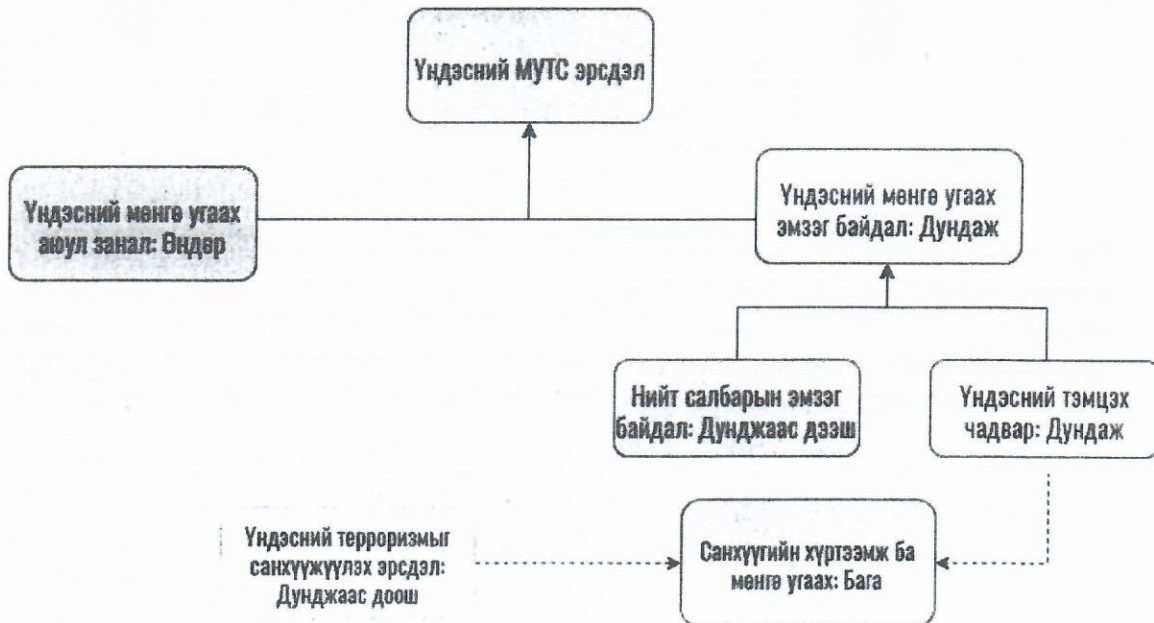 Үндэсний МУТС эрсдэл
Үндэсний мөнгө угаах
аюул занал: Өндөр
Үндэсний мөнгө угаах
эмзэг байдал: Дундаж
Нийт салбарын эмзэг
байдал: Дунджаас дээш
Үндэсний тэмцэх
чадвар: Дундаж
Үндэсний терроризмыг
санхүүжүүлэх эрсдэл:
Дунджаас доош
Санхүүгийн хүртээмж ба
мөнгө угаах: Бага